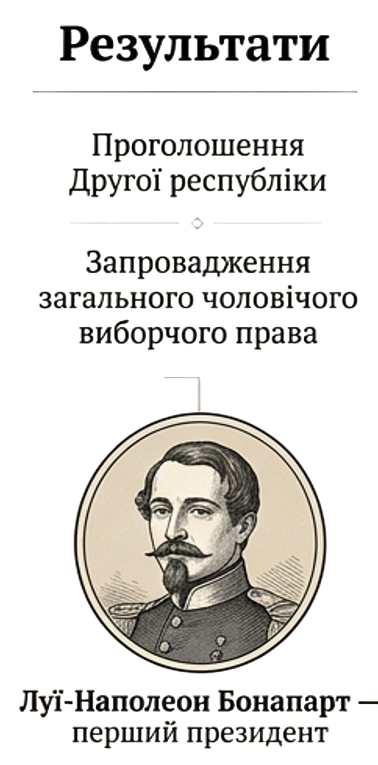 Результати
Проголошення
Другої республіки
Запровадження
загального чоловічого
виборчого права
Луї-Наполеон Бонапарт —
перший президент